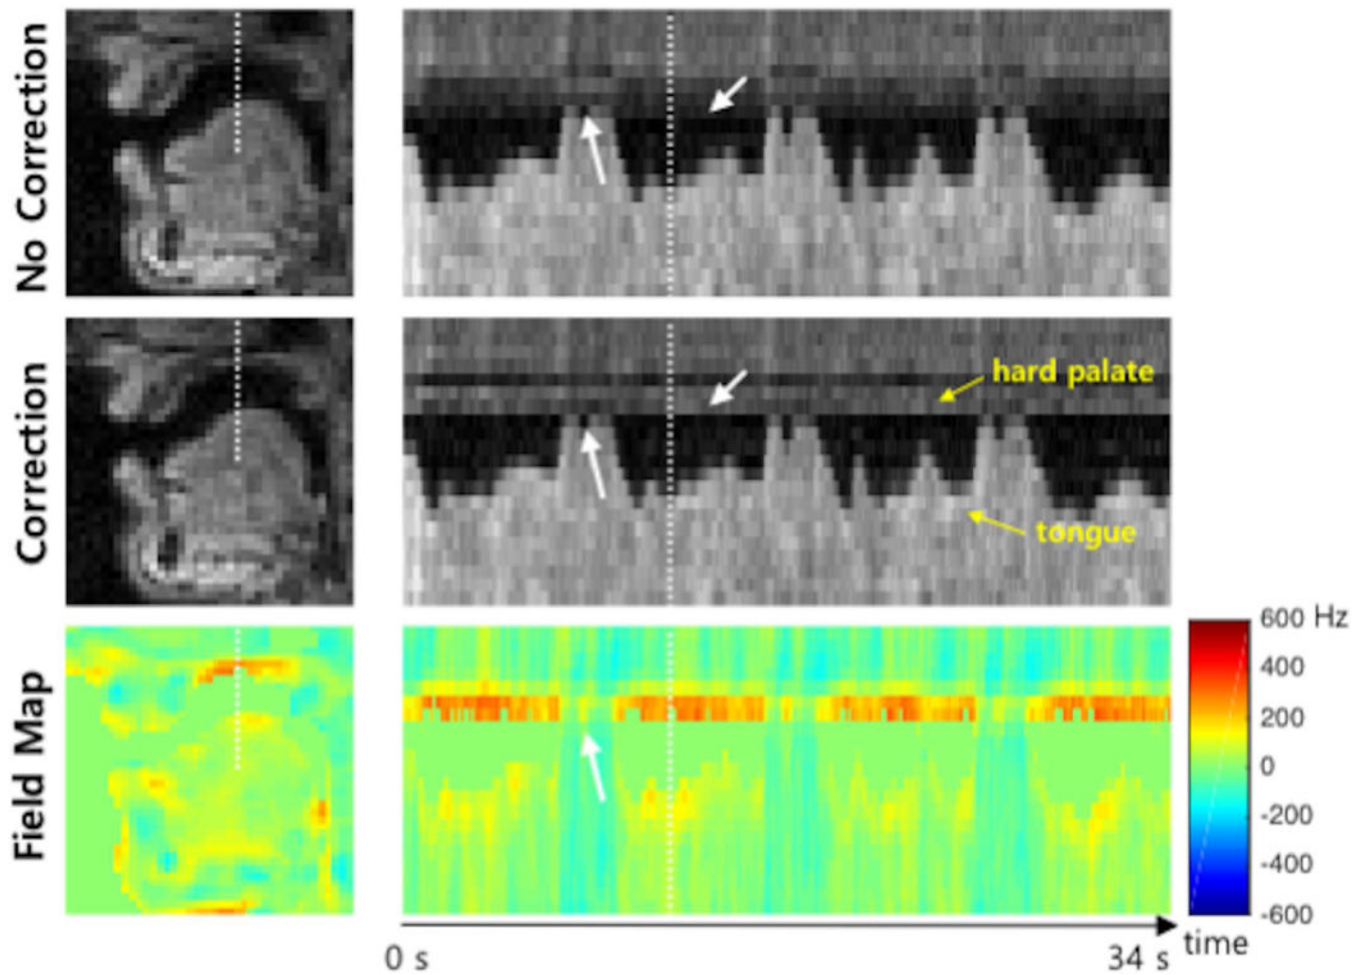 No Correction
Correction
hard palate
tongue
Field Map
600 Hz
400
200
0
-200
-400
-600
0 s
34 s
time